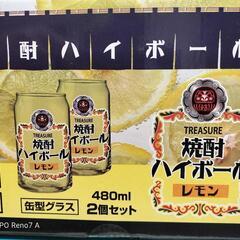 酎ハイボール
TREASURE
焼酎
ハイボール
レモン
缶型グラス
480ml
2個セット
TREASURE
焼酎
ハイボール
レモン
PO Reno7 A